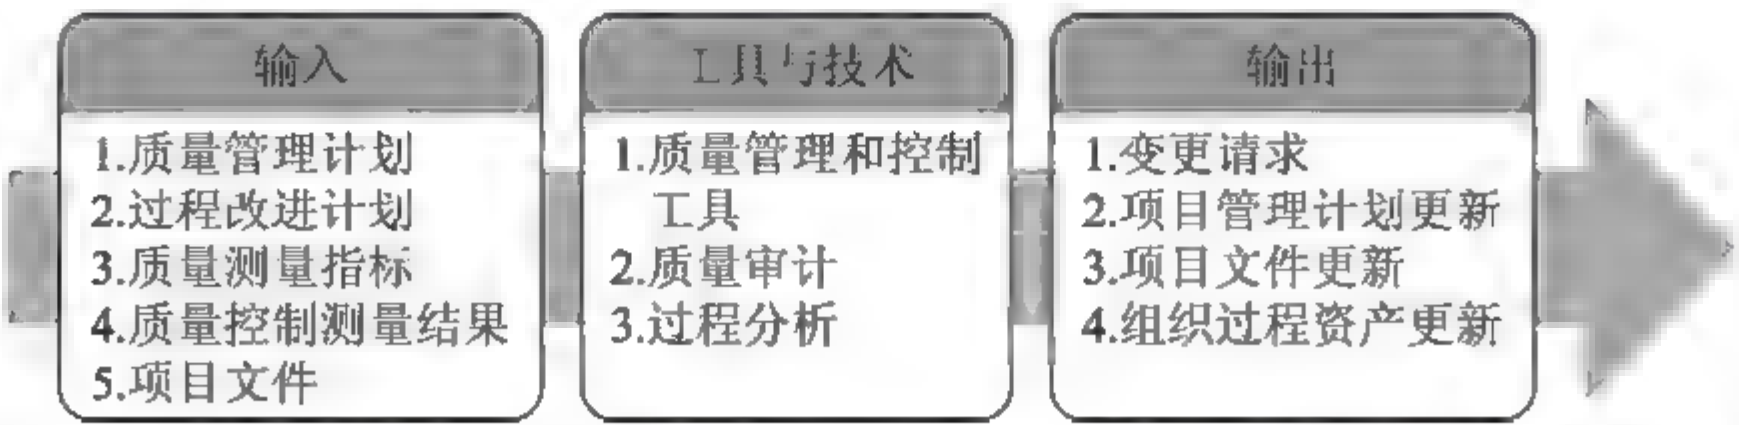 输入
1.质量管理计划
2.过程改进计划
3.质量测量指标
4.质量控制测量结果
5.项目文件
工具与技术
1.质量管理和控制
工具
2.质量审计
3.过程分析
输出
1.变更请求
2.项目管理计划更新
3.项目文件更新
4.组织过程资产更新